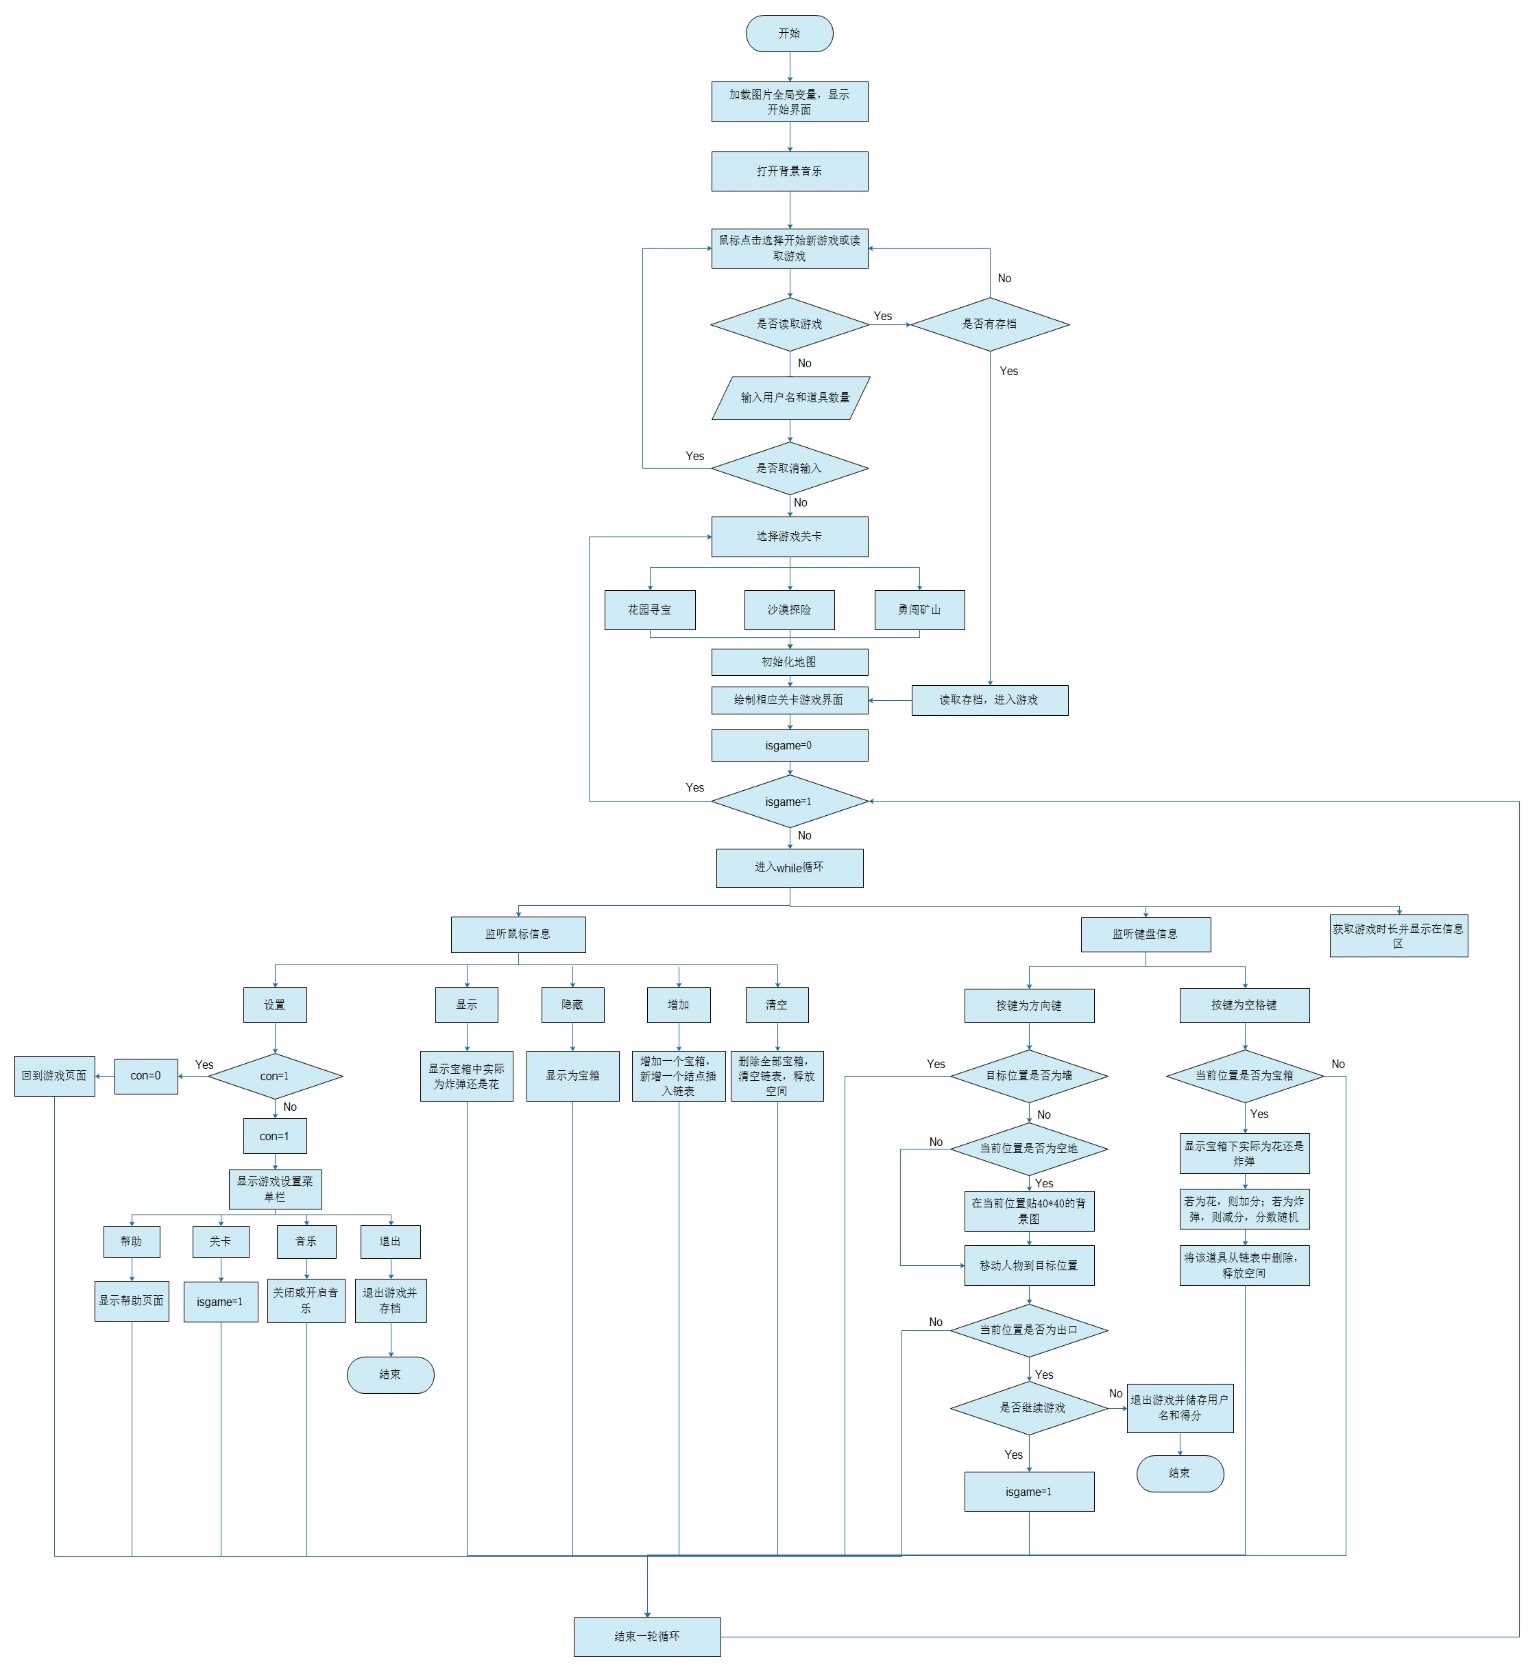 开始
加载图片全局变量，显示
开始界面
打开背景音乐
鼠标点击选择开始新游戏或读
取游戏
No
是否读取游戏
Yes
是否有存档
No
Yes
输入用户名和道具数量
Yes
是否取消输入
No
选择游戏关卡
花园寻宝
沙漠探险
勇闯矿山
初始化地图
绘制相应关卡游戏界面
读取存档，进入游戏
isgame=0
Yes
isgame=1
No
进入while循环
监听鼠标信息
监听键盘信息
获取游戏时长并显示在信息
区
设置
显示
隐藏
增加
清空
按键为方向键
按键为空格键
回到游戏页面
con=0
Yes
con=1
显示宝箱中实际
为炸弹还是花
显示为宝箱
增加一个宝箱，
新增一个结点插
入链表
删除全部宝箱，
清空链表，释放
空间
Yes
目标位置是否为墙
当前位置是否为宝箱
No
No
con=1
No
Yes
No
当前位置是否为空地
显示宝箱下实际为花还是
炸弹
显示游戏设置菜
单栏
Yes
在当前位置贴40*40的背
景图
若为花，则加分；若为炸
弹，则减分，分数随机
帮助
关卡
音乐
退出
移动人物到目标位置
将该道具从链表中删除，
释放空间
显示帮助页面
isgame=1
关闭或开启音
乐
退出游戏并
存档
No
当前位置是否为出口
结束
Yes
是否继续游戏
No
退出游戏并储存用户
名和得分
Yes
结束
isgame=1
结束一轮循环